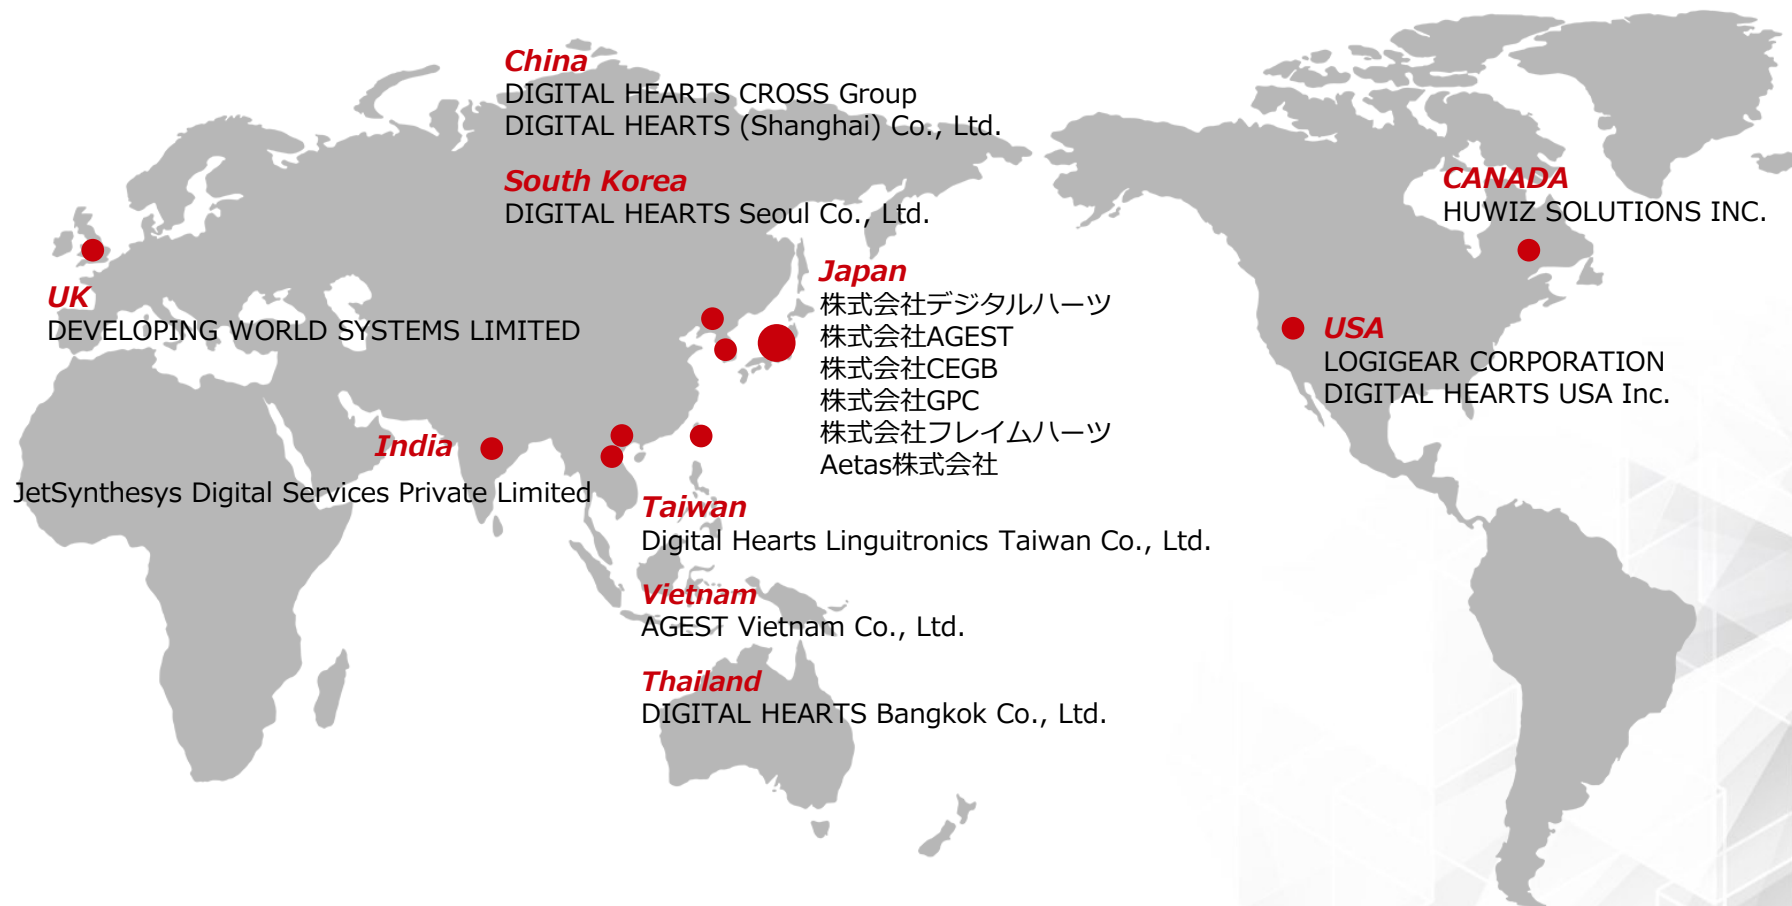 China
DIGITAL HEARTS CROSS Group
DIGITAL HEARTS (Shanghai) Co., Ltd.
South Korea
DIGITAL HEARTS Seoul Co., Ltd.
CANADA
HUWIZ SOLUTIONS INC.
UK
DEVELOPING WORLD SYSTEMS LIMITED
Japan
株式会社デジタルハーツ
株式会社AGEST
株式会社CEGB
株式会社GPC
株式会社フレイムハーツ
Aetas株式会社
USA
LOGIGEAR CORPORATION
DIGITAL HEARTS USA Inc.
India
JetSynthesys Digital Services Private Limited
Taiwan
Digital Hearts Linguitronics Taiwan Co., Ltd.
Vietnam
AGEST Vietnam Co., Ltd.
Thailand
DIGITAL HEARTS Bangkok Co., Ltd.